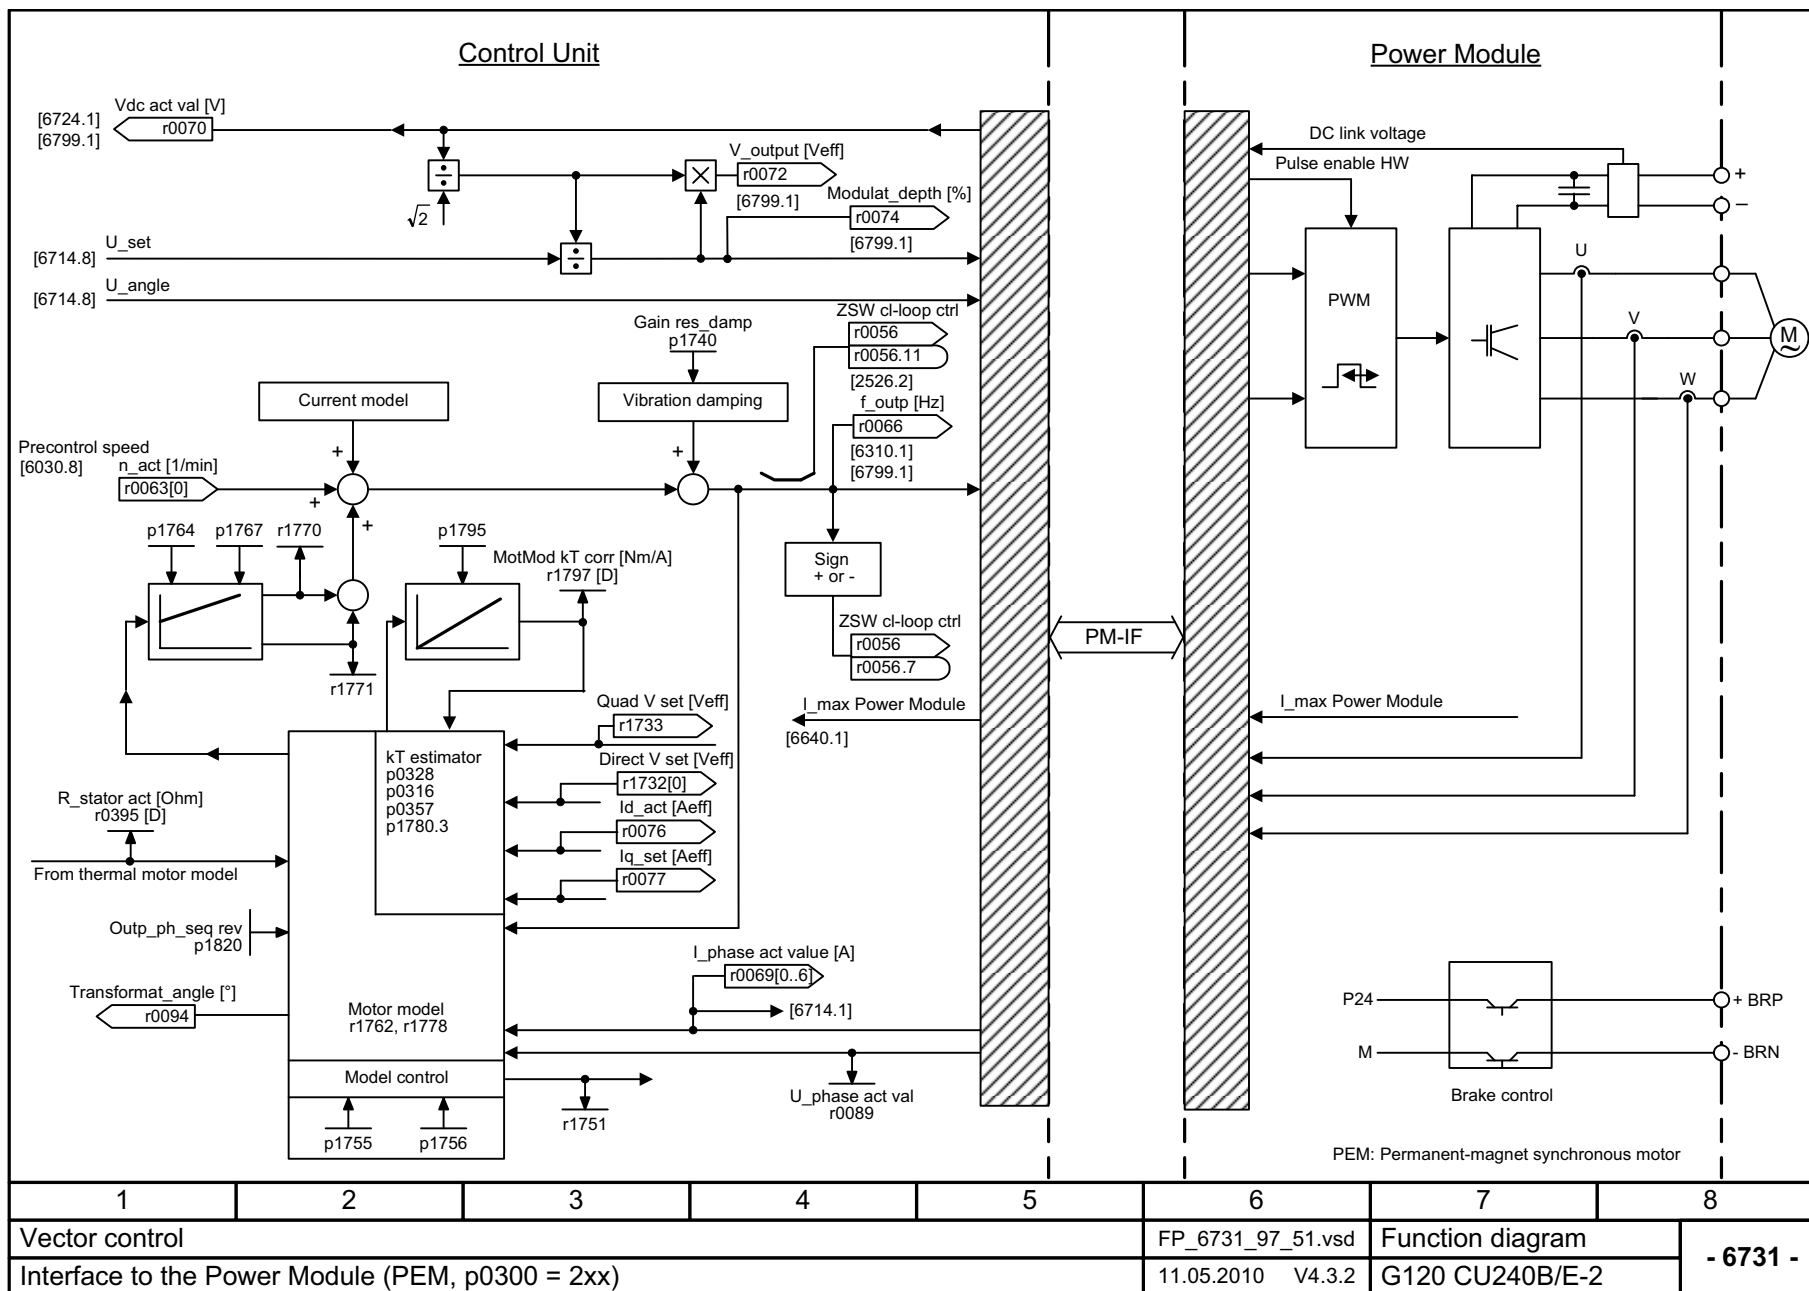 Control Unit
Power Module
Vdc act val [V]
[6724.1]
[6799.1]
r0070
÷
√2
V_output [Veff]
r0072
[6799.1]
Modulat_depth [%]
r0074
[6799.1]
U_set
[6714.8]
÷
U_angle
[6714.8]
DC link voltage
Pulse enable HW
+
–
PWM
U
V
W
M
~
Gain res_damp
p1740
Vibration damping
+
ZSW cl-loop ctrl
r0056
r0056.11
[2526.2]
f_outp [Hz]
r0066
[6310.1]
[6799.1]
Current model
+
Precontrol speed
[6030.8]
n_act [1/min]
r0063[0]
+
+
p1764
p1767
r1770
r1771
p1795
MotMod kT corr [Nm/A]
r1797 [D]
Sign
+ or -
ZSW cl-loop ctrl
r0056
r0056.7
PM-IF
I_max Power Module
[6640.1]
I_max Power Module
Quad V set [Veff]
r1733
Direct V set [Veff]
r1732[0]
Id_act [Aeff]
r0076
Iq_set [Aeff]
r0077
kT estimator
p0328
p0316
p0357
p1780.3
R_stator act [Ohm]
r0395 [D]
From thermal motor model
Outp_ph_seq rev
p1820
Transformat_angle [°]
r0094
Motor model
r1762, r1778
Model control
p1755
p1756
r1751
I_phase act value [A]
r0069[0..6]
[6714.1]
U_phase act val
r0089
P24
M
+ BRP
- BRN
Brake control
PEM: Permanent-magnet synchronous motor
1 2 3 4 5 6 7 8
Vector control
FP_6731_97_51.vsd
Function diagram
- 6731 -
Interface to the Power Module (PEM, p0300 = 2xx)
11.05.2010 V4.3.2
G120 CU240B/E-2